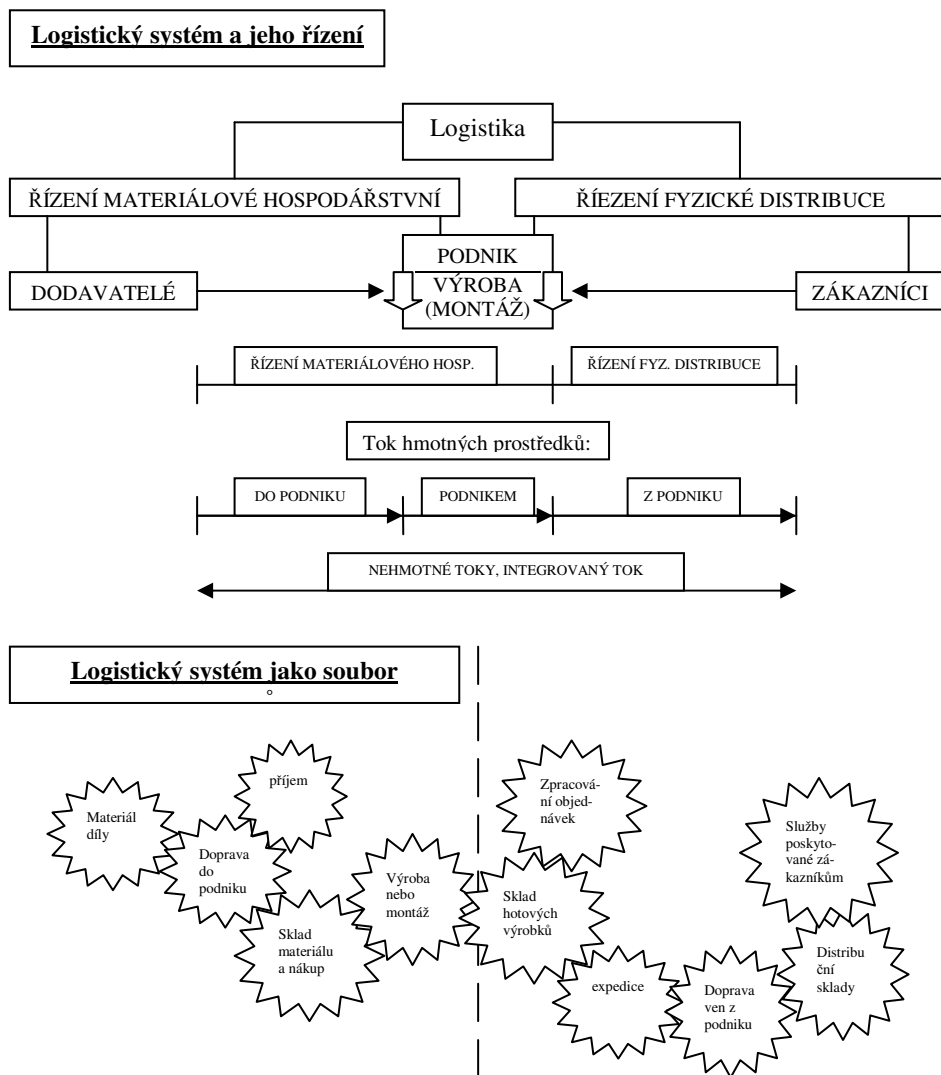 Logistický systém a jeho řízení
Logistika
ŘÍZENÍ MATERIÁLOVÉ HOSPODÁŘSTVNÍ
ŘÍEZENÍ FYZICKÉ DISTRIBUCE
PODNIK
VÝROBA
(MONTÁŽ)
DODAVATELÉ
ZÁKAZNÍCI
ŘÍZENÍ MATERIÁLOVÉHO HOSP.
ŘÍZENÍ FYZ. DISTRIBUCE
Tok hmotných prostředků:
DO PODNIKU
PODNIKEM
Z PODNIKU
NEHMOTNÉ TOKY, INTEGROVANÝ TOK
Logistický systém jako soubor
Materiál
díly
příjem
Doprava
do
podniku
Sklad
materiálu
a nákup
Výroba
nebo
montáž
Zpracová-
ní objed-
návek
Sklad
hotových
výrobků
expedice
Doprava
ven z
podniku
Distribu
ční
sklady
Služby
poskyto-
vané zá-
kazníkům